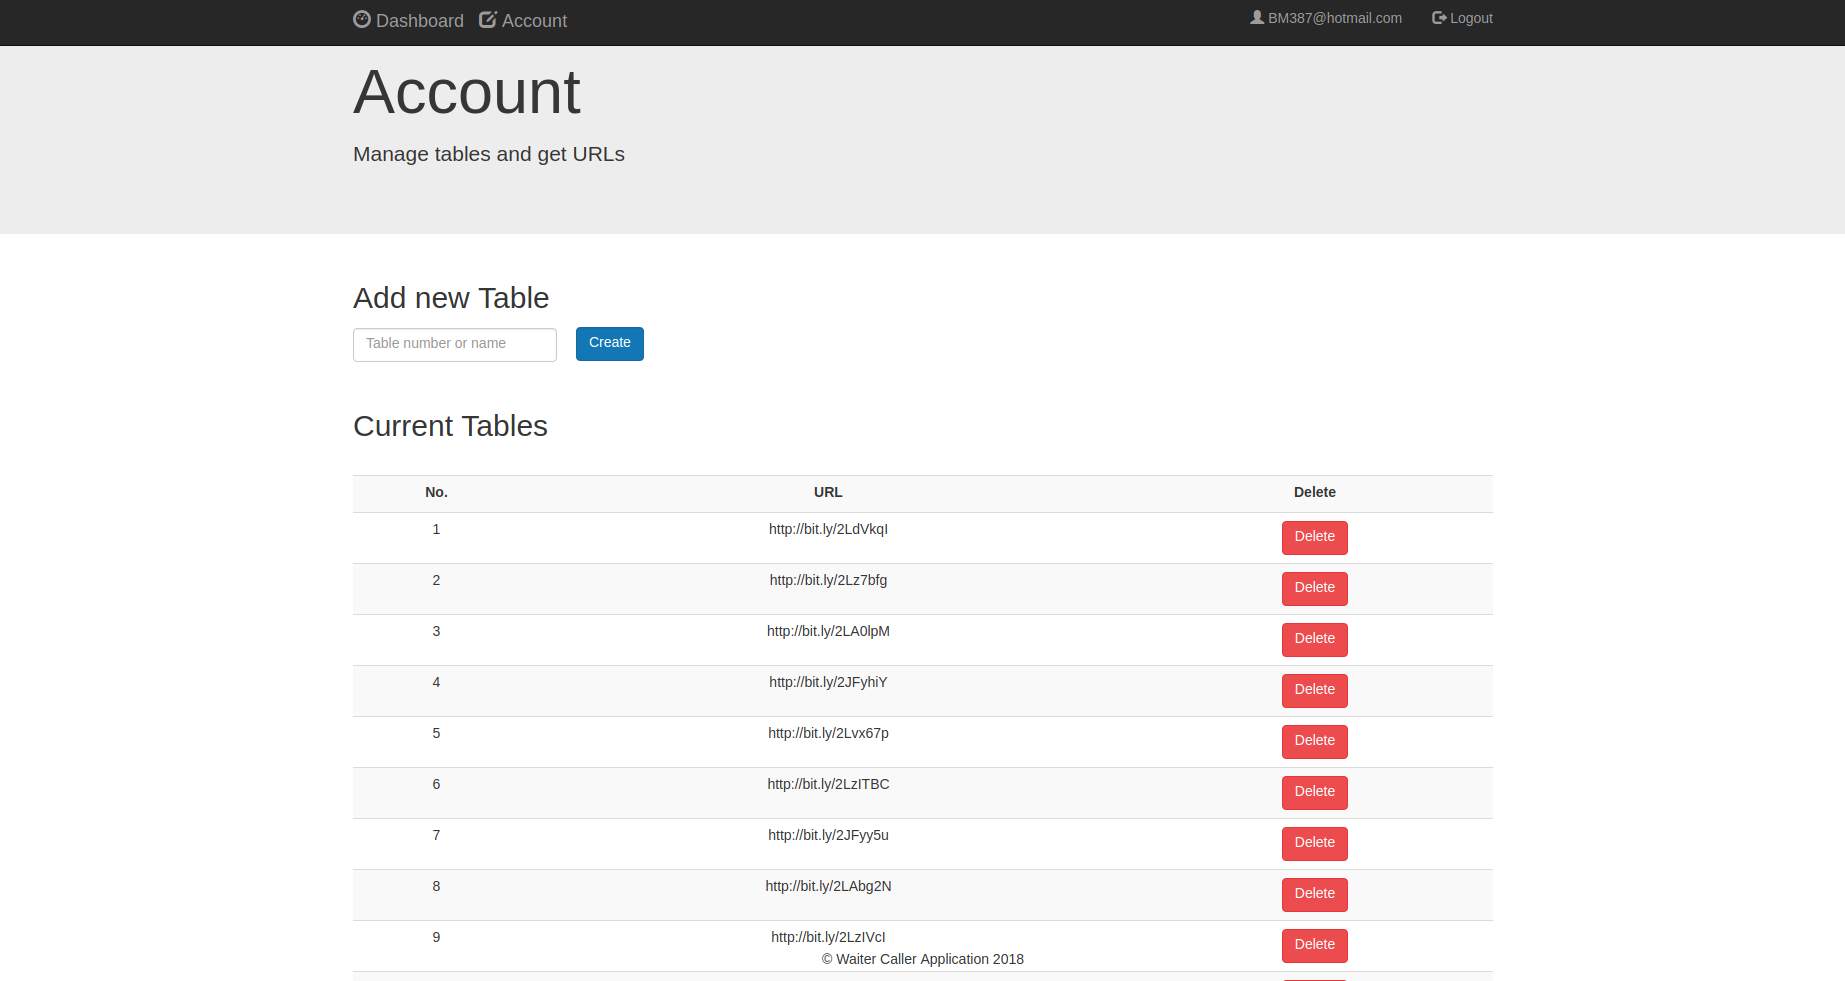 Dashboard Account BM387@hotmail.com Logout
Account
Manage tables and get URLs
Add new Table
Table number or name Create
Current Tables
No. URL Delete
1 http://bit.ly/2LdVkqI Delete
2 http://bit.ly/2Lz7bfg Delete
3 http://bit.ly/2LA0lpM Delete
4 http://bit.ly/2JFyhiY Delete
5 http://bit.ly/2Lvx67p Delete
6 http://bit.ly/2LzITBC Delete
7 http://bit.ly/2JFyy5u Delete
8 http://bit.ly/2LAbg2N Delete
9 http://bit.ly/2LzIVcI Delete
© Waiter Caller Application 2018